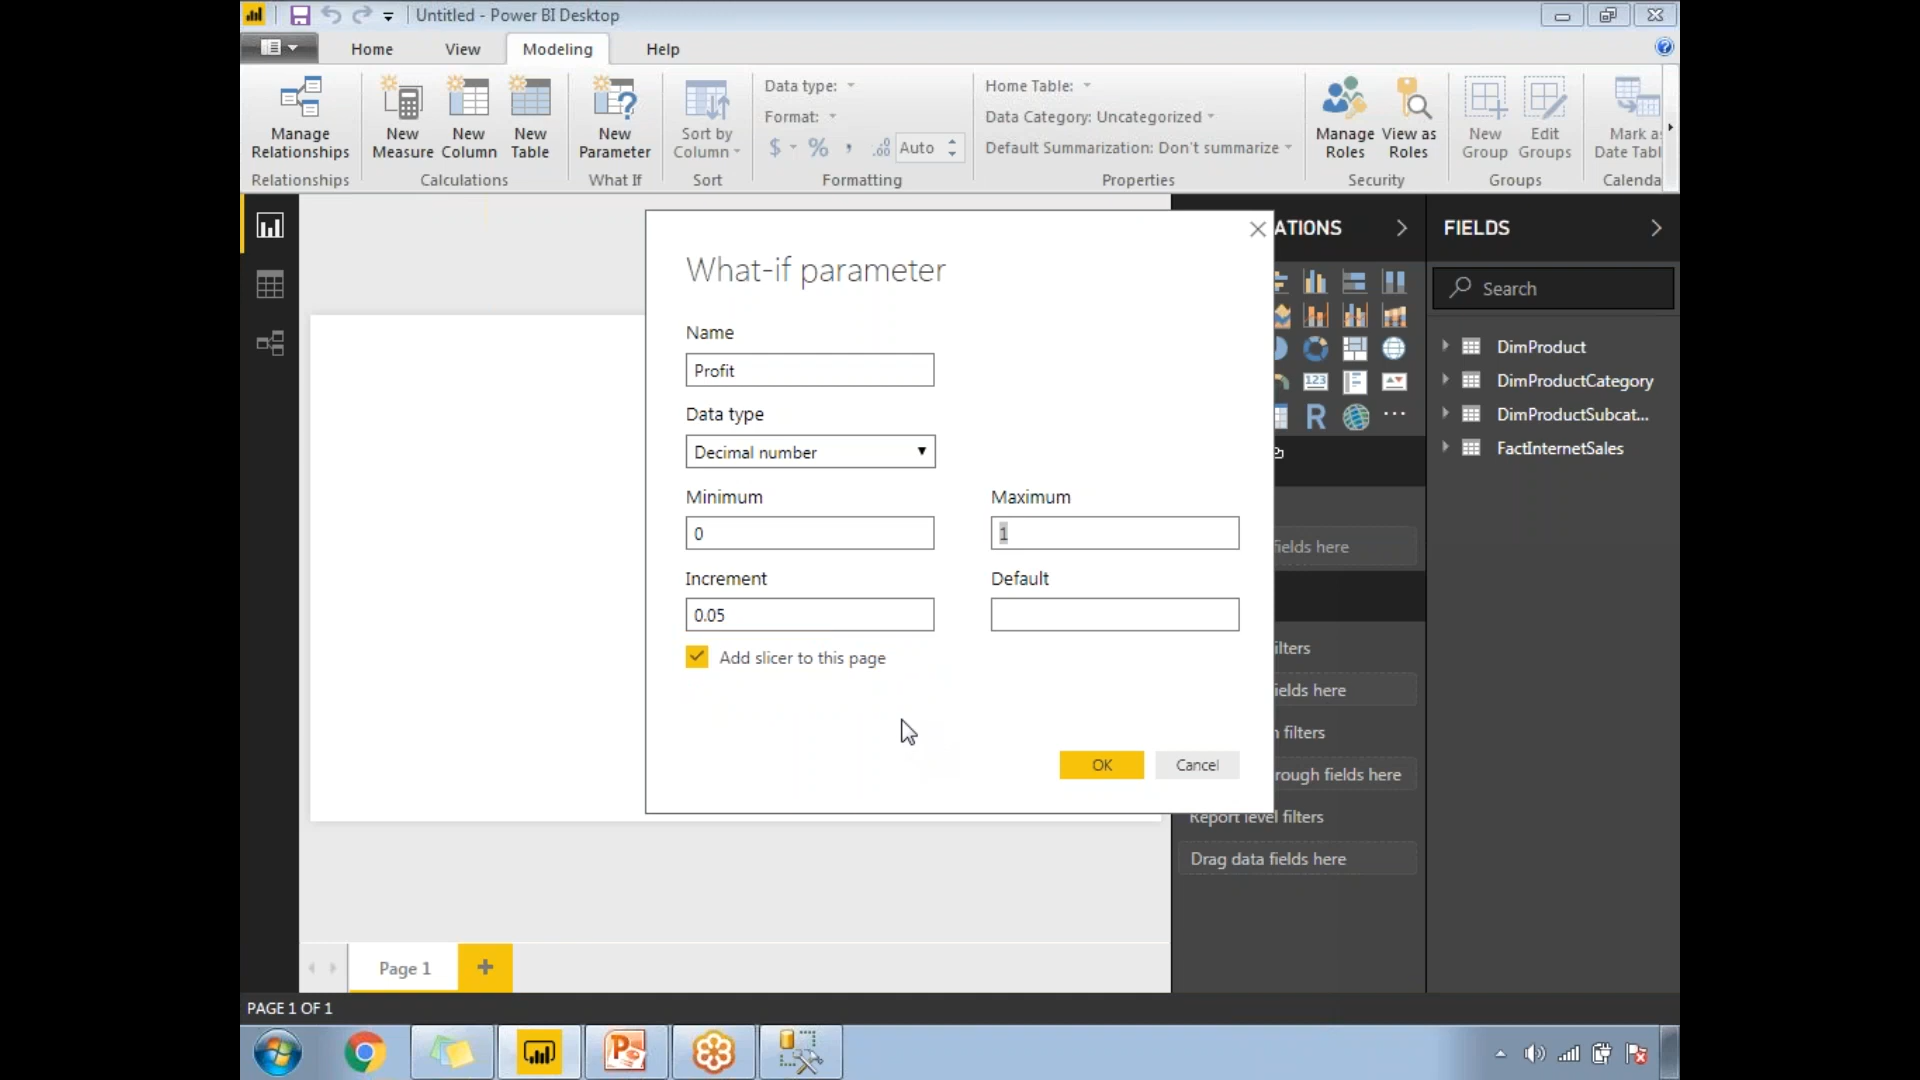 Untitled - Power BI Desktop
Home View Modeling Help
Manage Relationships
New Measure
New Column
New Table
New Parameter
Sort by Column
Data type:
Format:
$ % , .00 Auto
Home Table:
Data Category: Uncategorized
Default Summarization: Don't summarize
Manage Roles
View as Roles
New Group
Edit Groups
Mark as
Date Tabl
Relationships Calculations What If Sort Formatting Properties Security Groups Calenda
What-if parameter
Name
Profit
Data type
Decimal number
Minimum Maximum
0 1
Increment Default
0.05
Add slicer to this page
OK Cancel
ATIONS
123
R
ields here
ilters
ields here
n filters
rough fields here
Report level filters
Drag data fields here
FIELDS
Search
DimProduct
DimProductCategory
DimProductSubcat...
FactInternetSales
Page 1
PAGE 1 OF 1